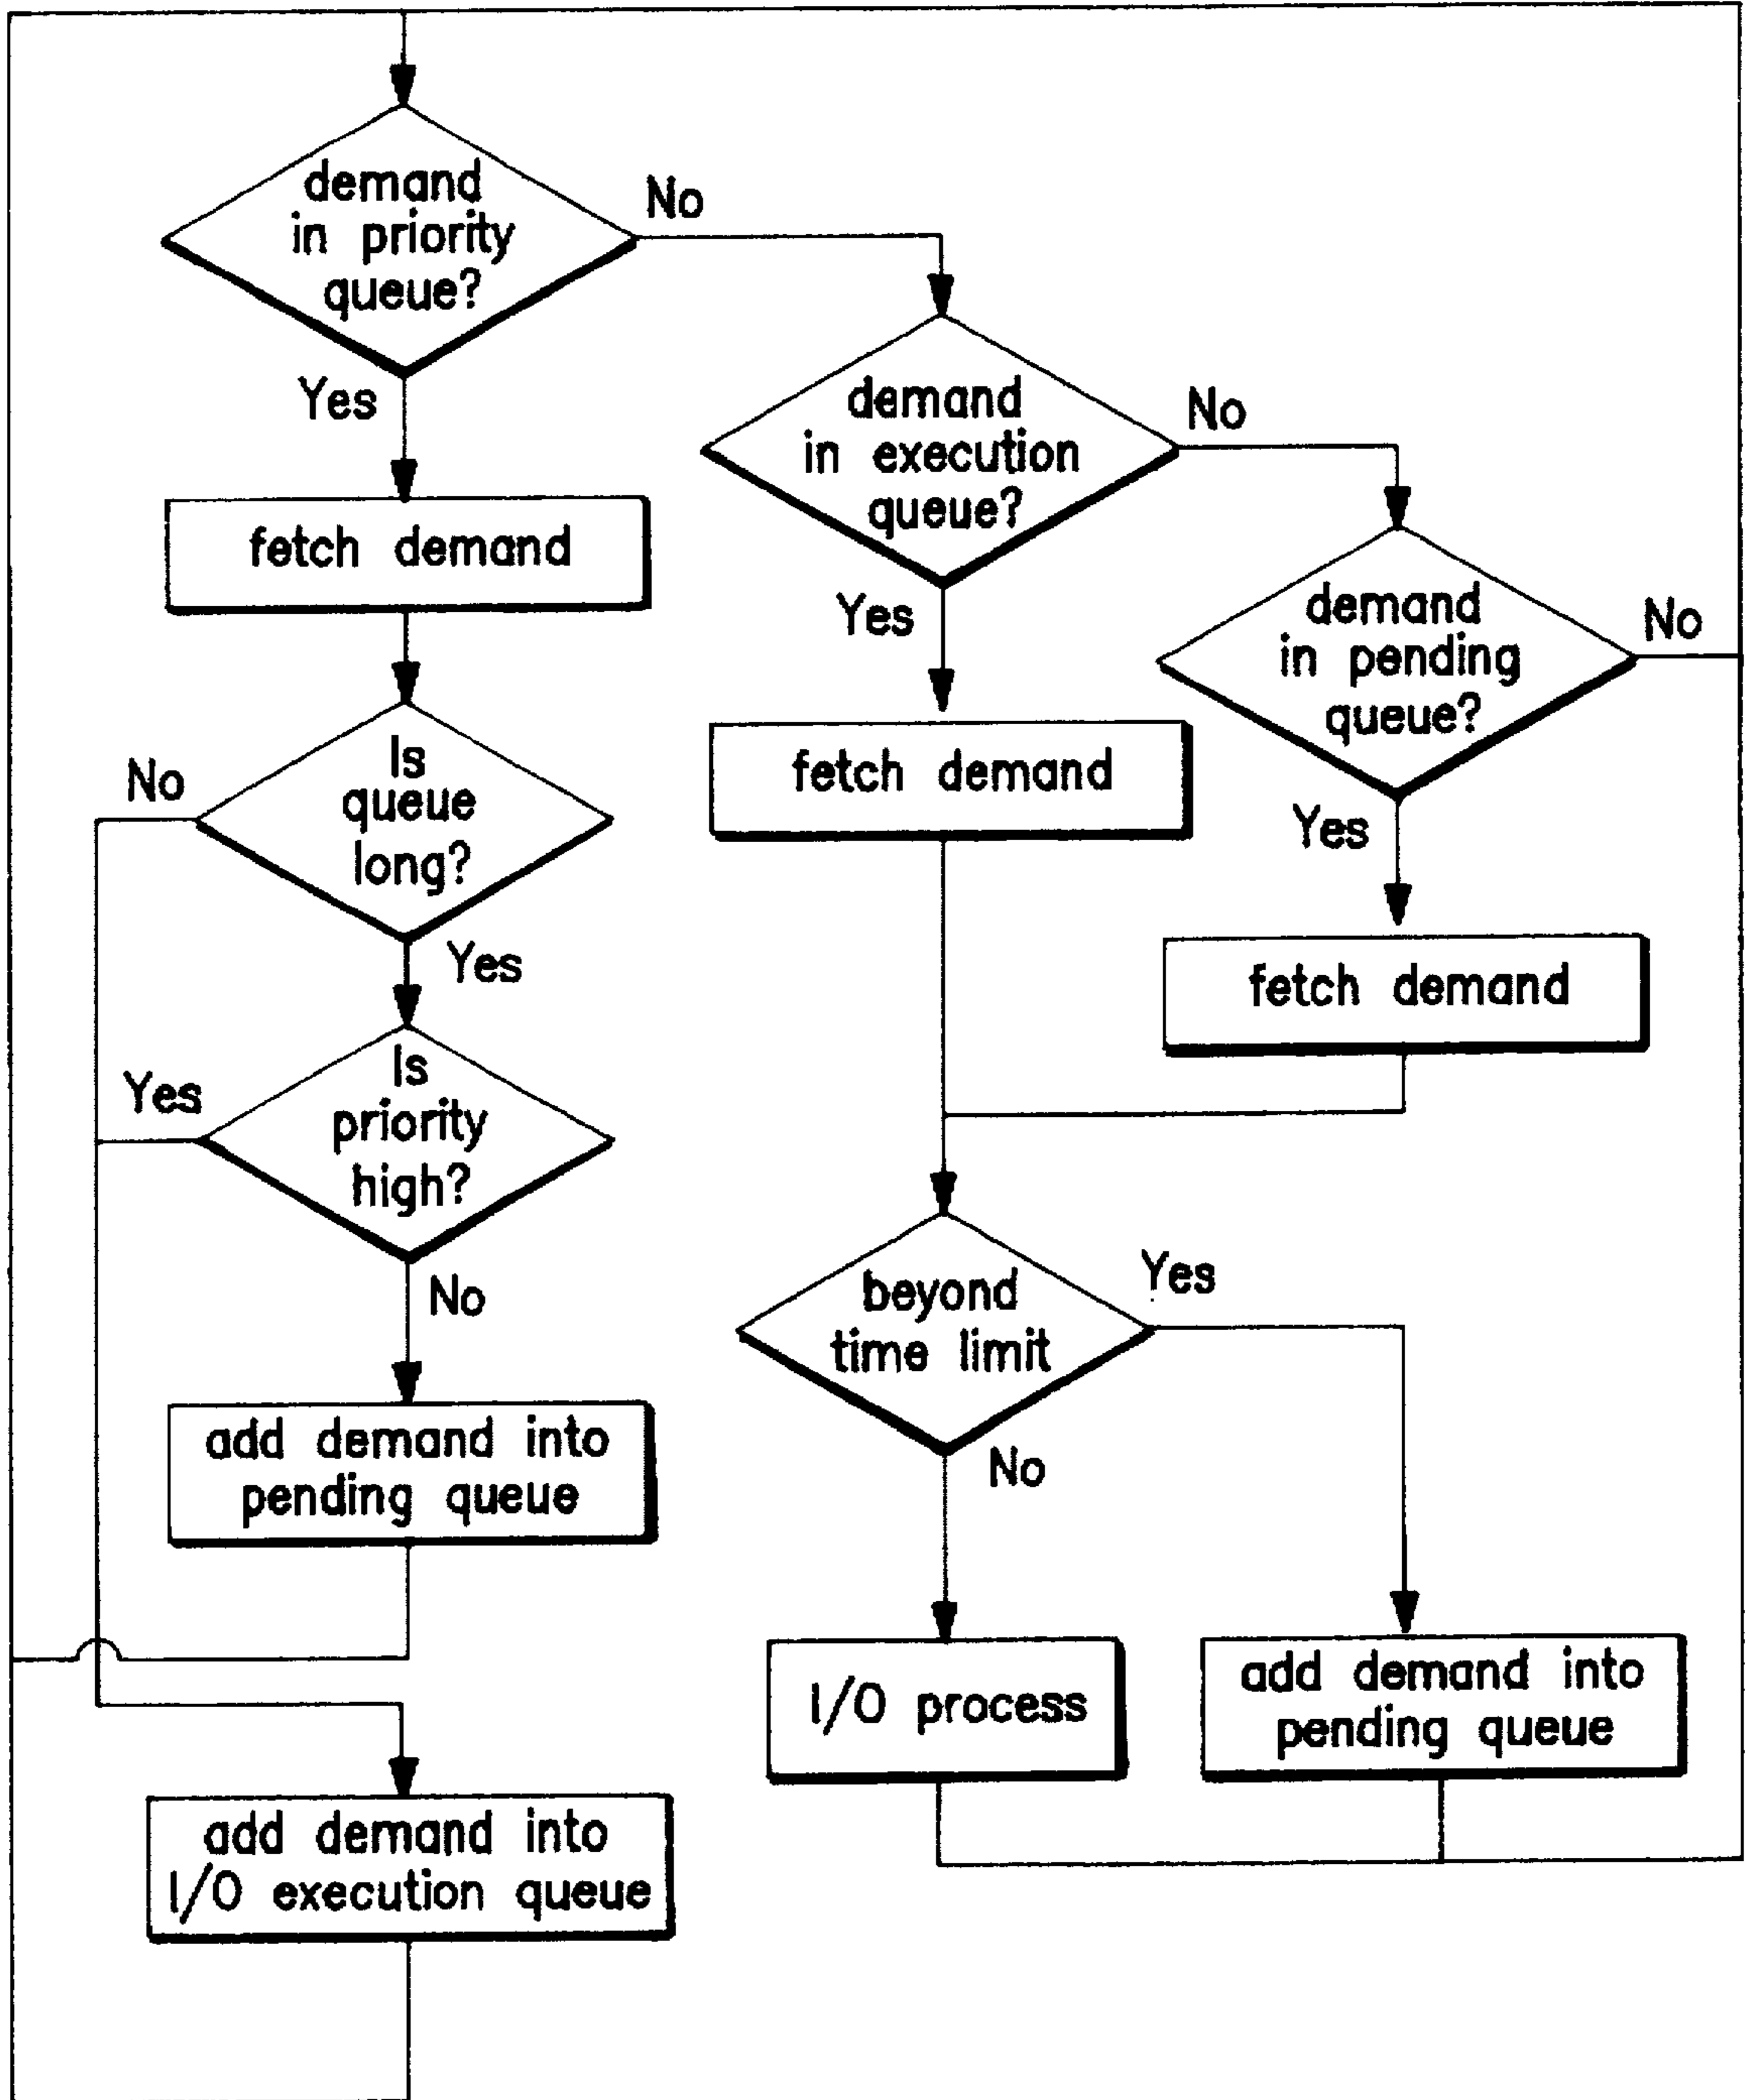 demand
in priority
queue?
No
Yes
fetch demand
Is
queue
long?
No
Yes
Is
priority
high?
Yes
No
add demand into
pending queue
add demand into
I/O execution queue
demand
in execution
queue?
No
Yes
fetch demand
demand
in pending
queue?
No
Yes
fetch demand
beyond
time limit
Yes
No
I/O process
add demand into
pending queue